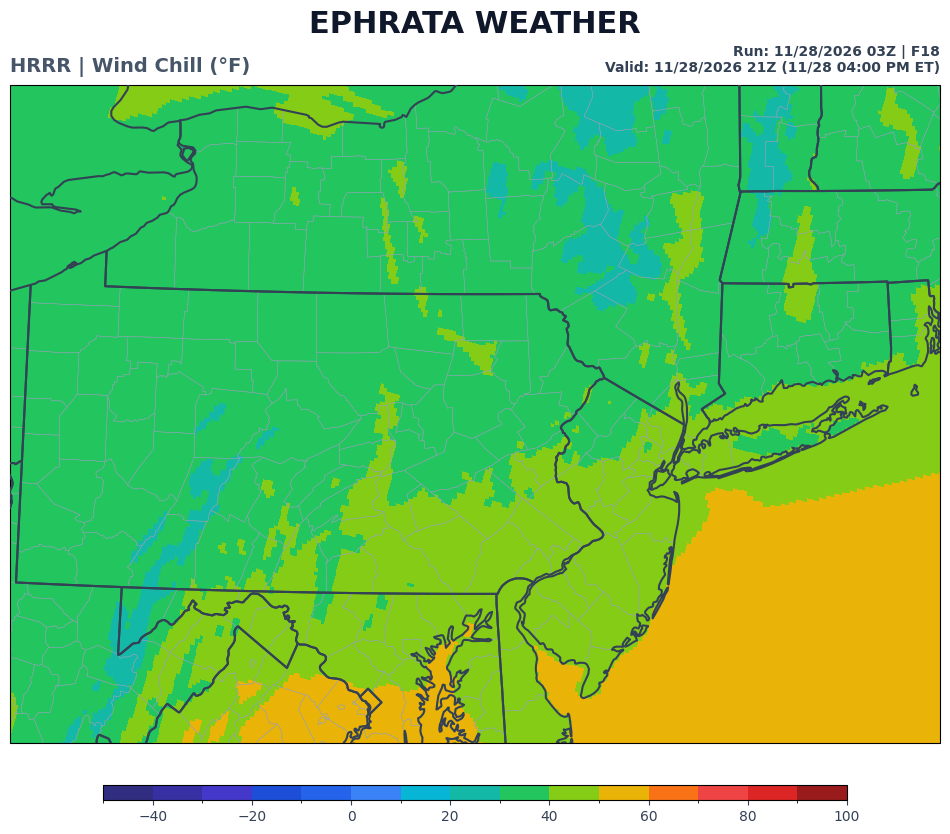 EPHRATA WEATHER
HRRR | Wind Chill (°F)
Run: 11/28/2026 03Z | F18
Valid: 11/28/2026 21Z (11/28 04:00 PM ET)
−40 −20 0 20 40 60 80 100